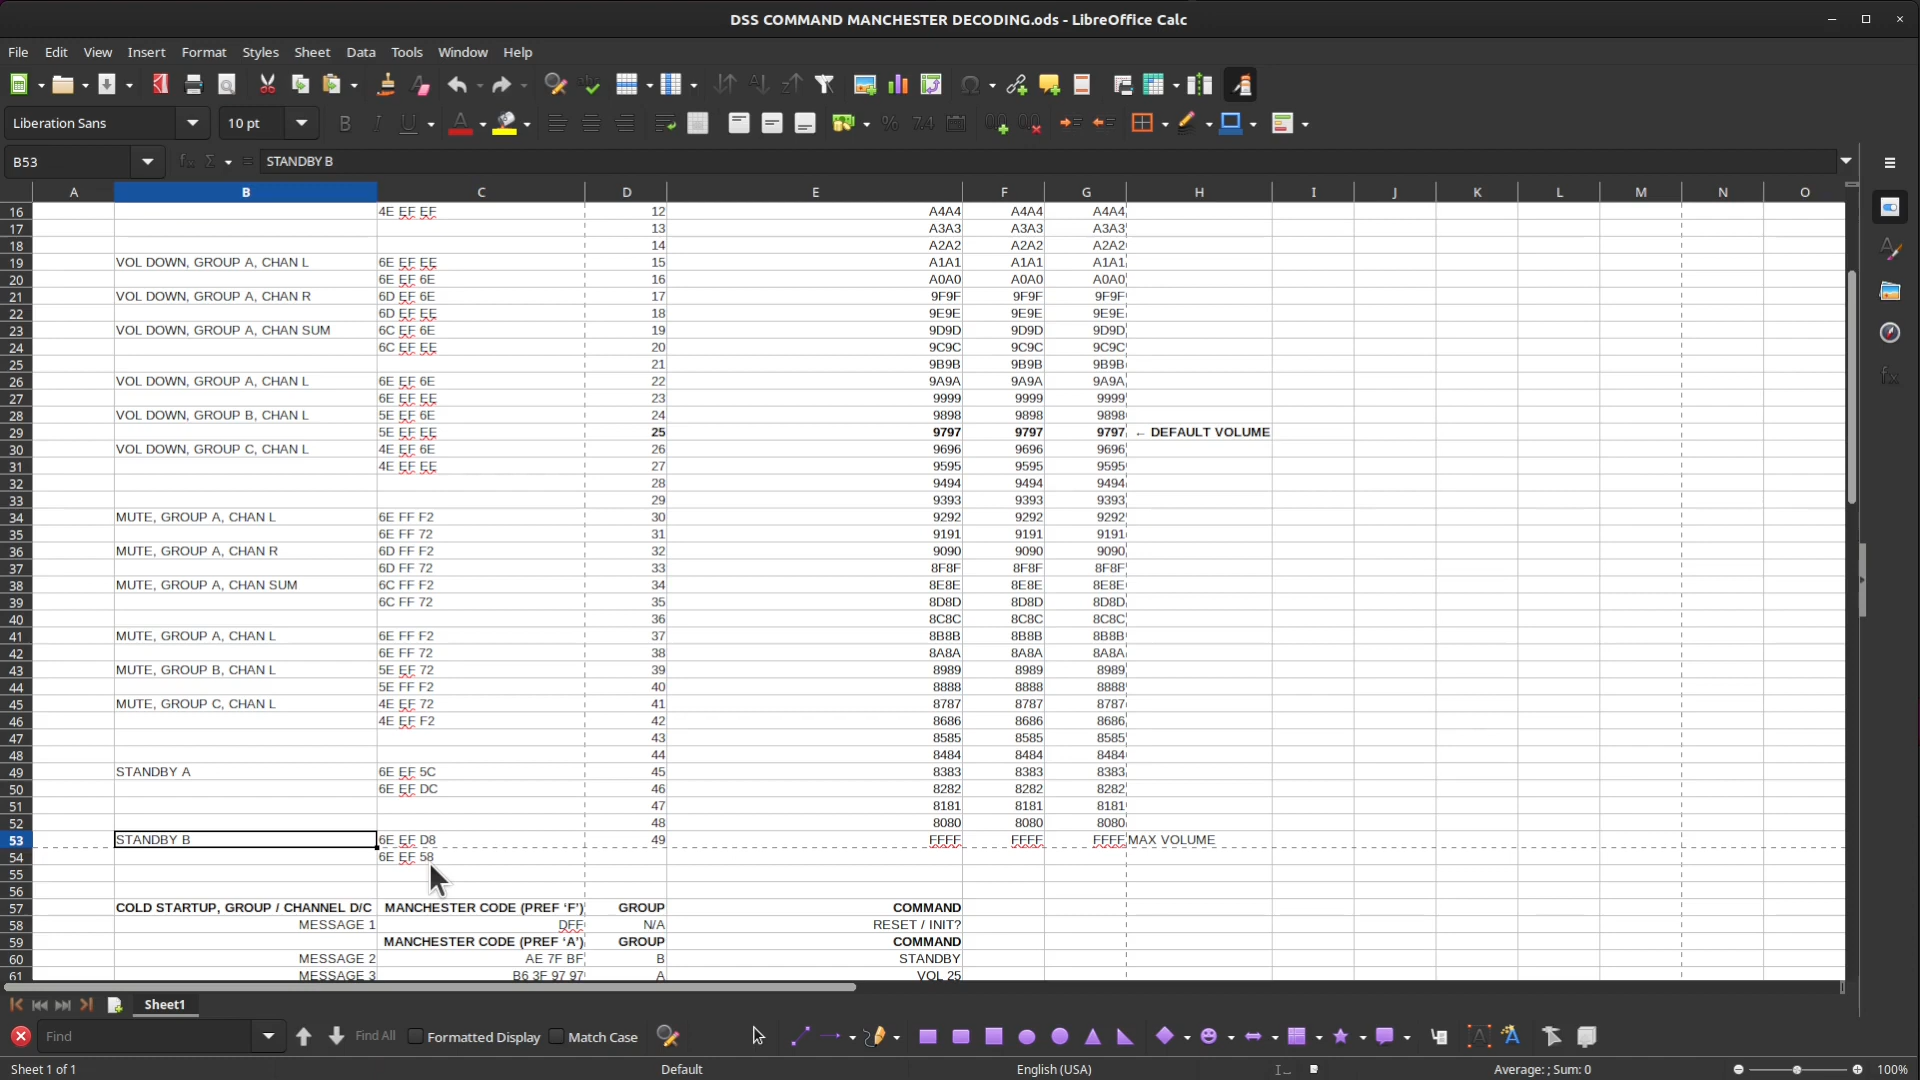 DSS COMMAND MANCHESTER DECODING.ods - LibreOffice Calc
File Edit View Insert Format Styles Sheet Data Tools Window Help
Liberation Sans 10 pt
B53 STANDBY B
A B C D E F G H I J K L M N O
16 4E EF EF 12 A4A4 A4A4 A4A4
17 13 A3A3 A3A3 A3A3
18 14 A2A2 A2A2 A2A2
19 VOL DOWN, GROUP A, CHAN L 6E EF EE 15 A1A1 A1A1 A1A1
20 6E EF 6E 16 A0A0 A0A0 A0A0
21 VOL DOWN, GROUP A, CHAN R 6D EF 6E 17 9F9F 9F9F 9F9F
22 6D EF EE 18 9E9E 9E9E 9E9E
23 VOL DOWN, GROUP A, CHAN SUM 6C EF 6E 19 9D9D 9D9D 9D9D
24 6C EF EE 20 9C9C 9C9C 9C9C
25 21 9B9B 9B9B 9B9B
26 VOL DOWN, GROUP A, CHAN L 6E EF 6E 22 9A9A 9A9A 9A9A
27 6E EF EE 23 9999 9999 9999
28 VOL DOWN, GROUP B, CHAN L 5E EF 6E 24 9898 9898 9898
29 5E EF EE 25 9797 9797 9797 ← DEFAULT VOLUME
30 VOL DOWN, GROUP C, CHAN L 4E EF 6E 26 9696 9696 9696
31 4E EF EE 27 9595 9595 9595
32 28 9494 9494 9494
33 29 9393 9393 9393
34 MUTE, GROUP A, CHAN L 6E FF F2 30 9292 9292 9292
35 6E FF 72 31 9191 9191 9191
36 MUTE, GROUP A, CHAN R 6D FF F2 32 9090 9090 9090
37 6D FF 72 33 8F8F 8F8F 8F8F
38 MUTE, GROUP A, CHAN SUM 6C FF F2 34 8E8E 8E8E 8E8E
39 6C FF 72 35 8D8D 8D8D 8D8D
40 36 8C8C 8C8C 8C8C
41 MUTE, GROUP A, CHAN L 6E FF F2 37 8B8B 8B8B 8B8B
42 6E FF 72 38 8A8A 8A8A 8A8A
43 MUTE, GROUP B, CHAN L 5E EF 72 39 8989 8989 8989
44 5E FF F2 40 8888 8888 8888
45 MUTE, GROUP C, CHAN L 4E EF 72 41 8787 8787 8787
46 4E EF F2 42 8686 8686 8686
47 43 8585 8585 8585
48 44 8484 8484 8484
49 STANDBY A 6E EF 5C 45 8383 8383 8383
50 6E EF DC 46 8282 8282 8282
51 47 8181 8181 8181
52 48 8080 8080 8080
53 STANDBY B 6E EF D8 49 FFFF FFFF FFFF MAX VOLUME
54 6E EF 58
55
56
57 COLD STARTUP, GROUP / CHANNEL D/C MANCHESTER CODE (PREF ‘F’) GROUP COMMAND
58 MESSAGE 1 DFF N/A RESET / INIT?
59 MANCHESTER CODE (PREF ‘A’) GROUP COMMAND
60 MESSAGE 2 AE 7F BF B STANDBY
61 MESSAGE 3 B6 3F 97 97 A VOL 25
Sheet1
Find Find All Formatted Display Match Case
Sheet 1 of 1 Default English (USA) Average: ; Sum: 0 100%